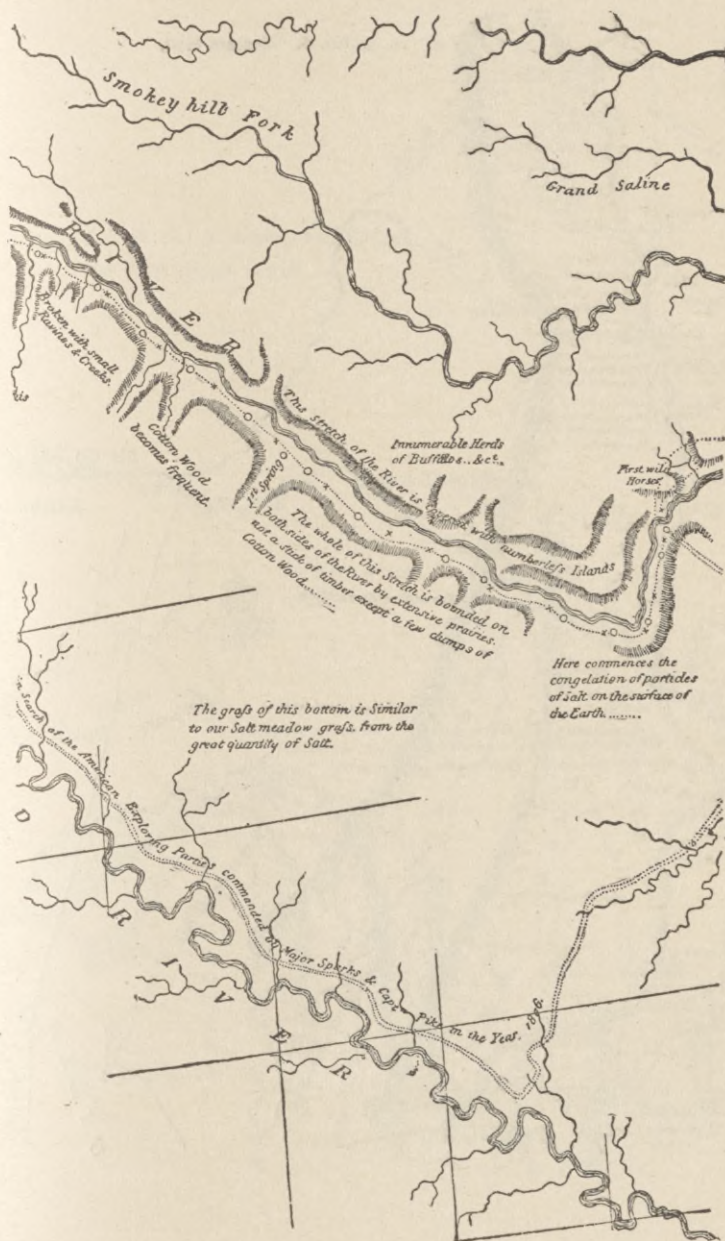 Smokey hill Fork
Grand Saline
RIVER
Broken with small
Ravines & Creeks.
Cotton Wood
becomes frequent.
in Spring
This stretch of the River is covered with numberleſs Islands
Innumerable Herds
of Buffaloes, &ct.
First wild
Horses
The whole of this Stretch is bounded on
both sides of the River by extensive prairies.
not a stick of timber except a few clumps of
Cotton Wood
Here commences the
congelation of particles
of Salt on the surface of
the Earth
The graſs of this bottom is Similar
to our Salt meadow graſs, from the
great quantity of Salt.
in Search of the American Exploring Parties commanded by Major Sparks & Capt Pike in the Year, 1806.
D RIVER